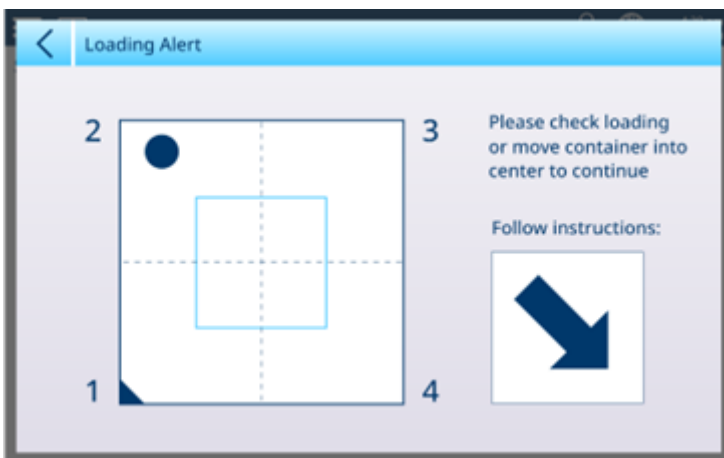 Loading Alert
2
3
Please check loading
or move container into
center to continue
Follow instructions:
1
4